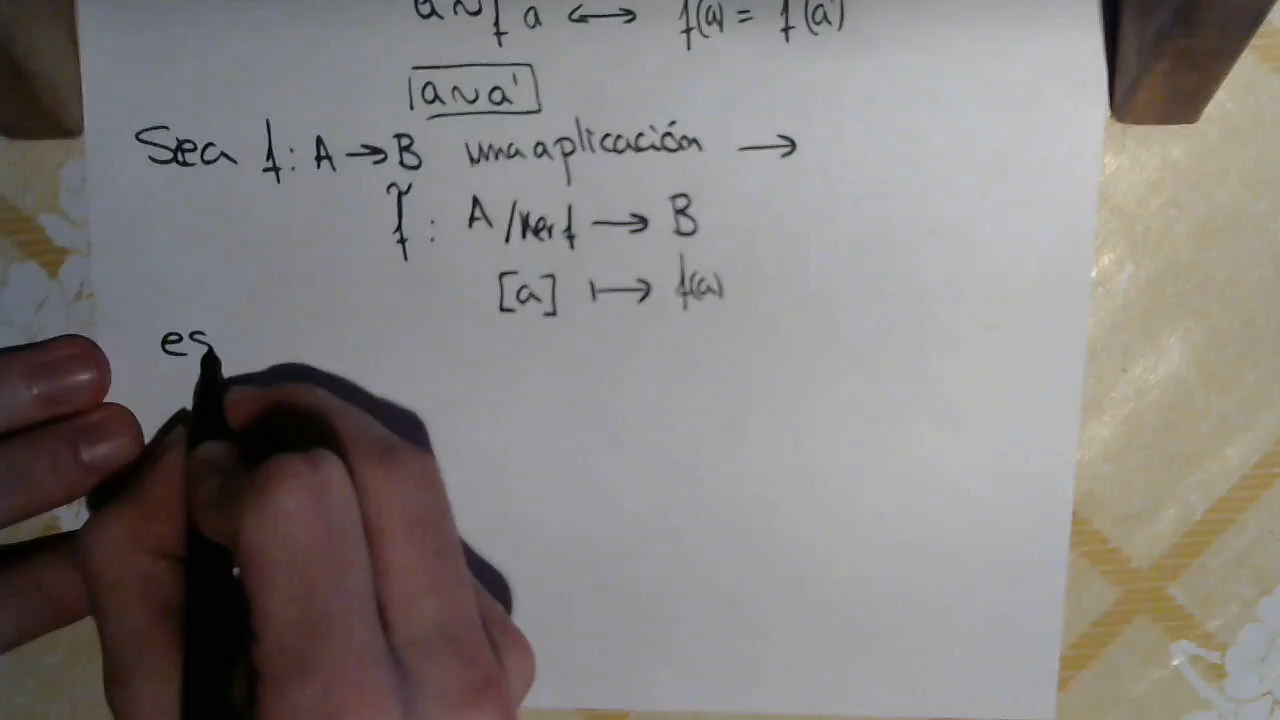 a ~f a ⟷ f(a) = f(a')
a ~ a'
Sea f: A → B una aplicación →
f̃ : A/Ker f → B
[a] ↦ f(a)
es